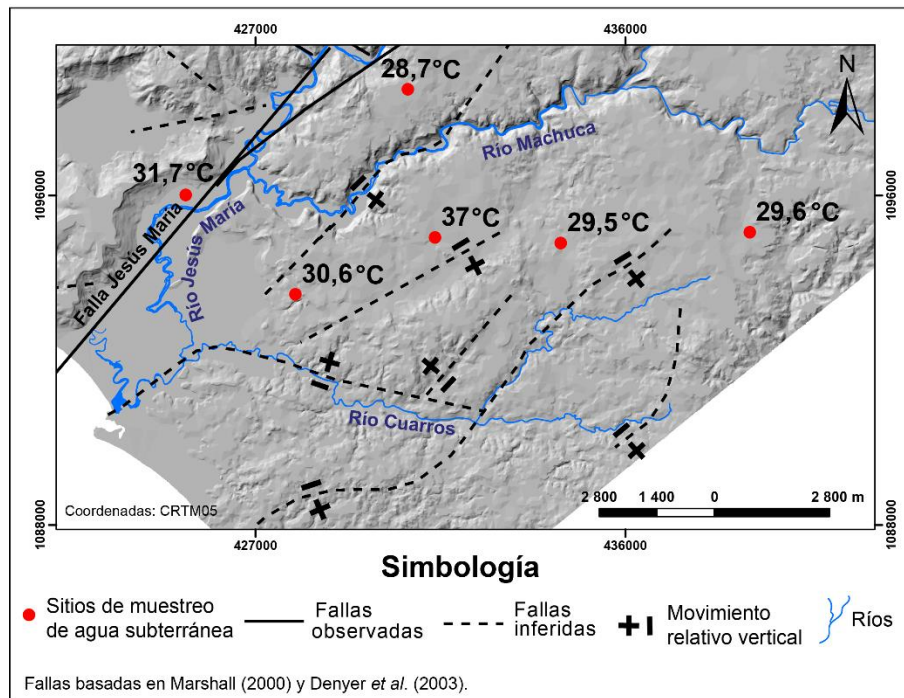 427000
436000
28,7°C
N
Río Machuca
31,7°C
1096000
1096000
Falla Jesús María
Río Jesús María
37°C
29,5°C
29,6°C
30,6°C
Río Cuarros
2 800 1 400 0 2 800 m
Coordenadas: CRTM05
1088000
1088000
427000
436000
Simbología
Sitios de muestreo
de agua subterránea
Fallas
observadas
Fallas
inferidas
Movimiento
relativo vertical
Ríos
Fallas basadas en Marshall (2000) y Denyer et al. (2003).